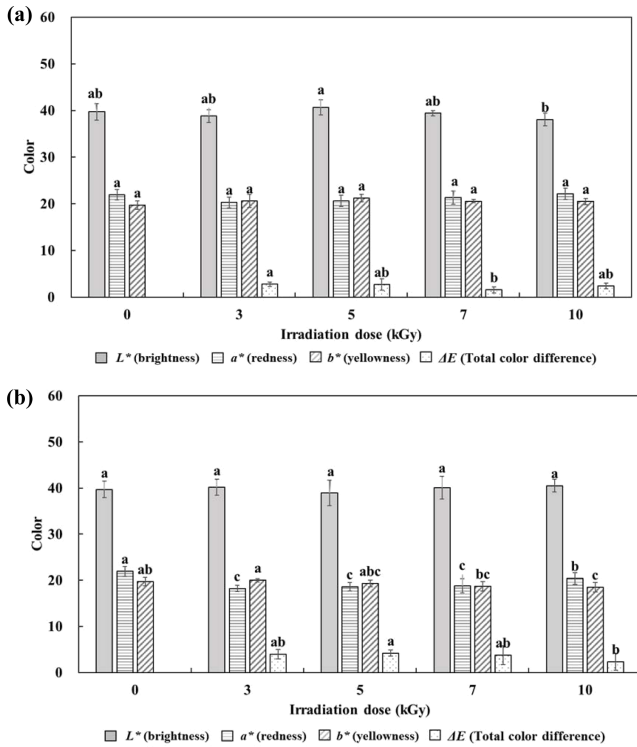 (a)
60
50
40
30
20
10
0
Color
ab
a
a
ab
a
a
a
a
a
a
ab
ab
a
a
b
b
a
a
ab
0
3
5
7
10
Irradiation dose (kGy)
L* (brightness) a* (redness) b* (yellowness) ΔE (Total color difference)
(b)
60
50
40
30
20
10
0
Color
a
a
ab
a
c
a
ab
a
c
abc
a
a
c
bc
ab
a
b
c
b
0
3
5
7
10
Irradiation dose (kGy)
L* (brightness) a* (redness) b* (yellowness) ΔE (Total color difference)